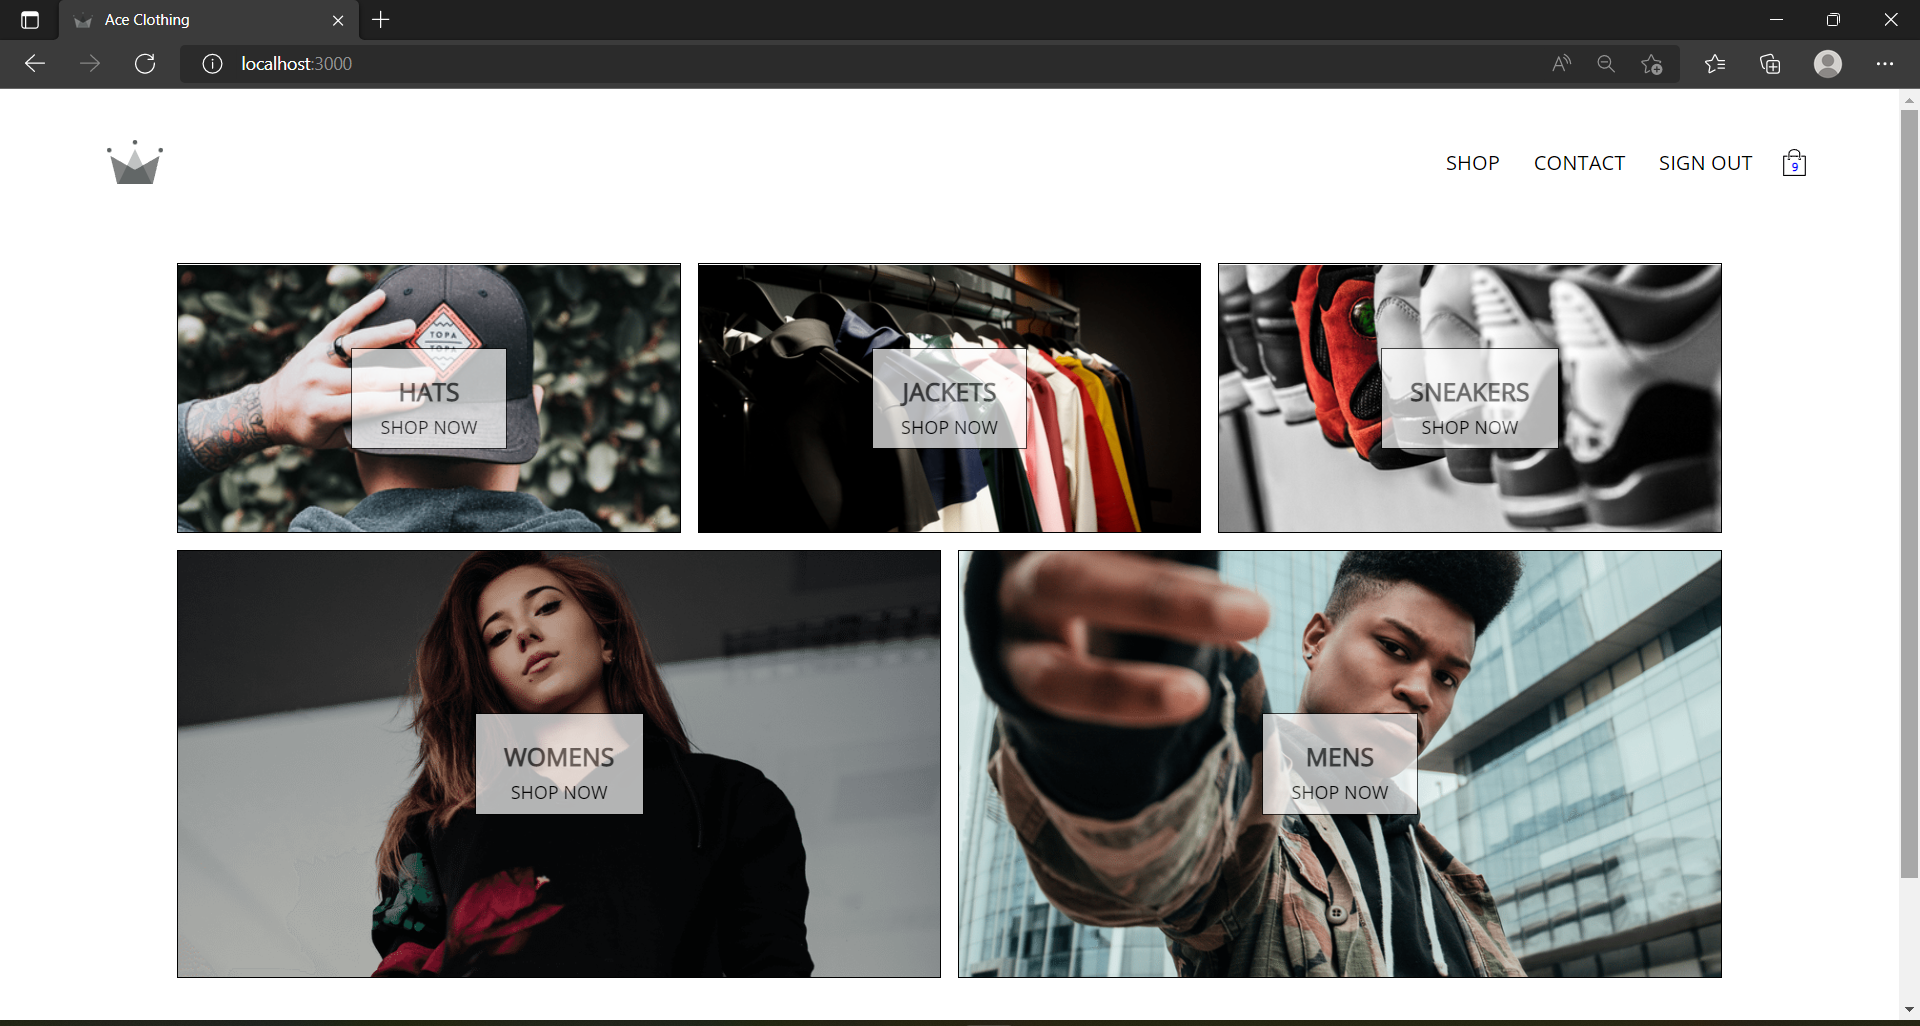 Ace Clothing
localhost:3000
SHOP CONTACT SIGN OUT 9
TOPA
TOPA
HATS
SHOP NOW
JACKETS
SHOP NOW
SNEAKERS
SHOP NOW
WOMENS
SHOP NOW
MENS
SHOP NOW